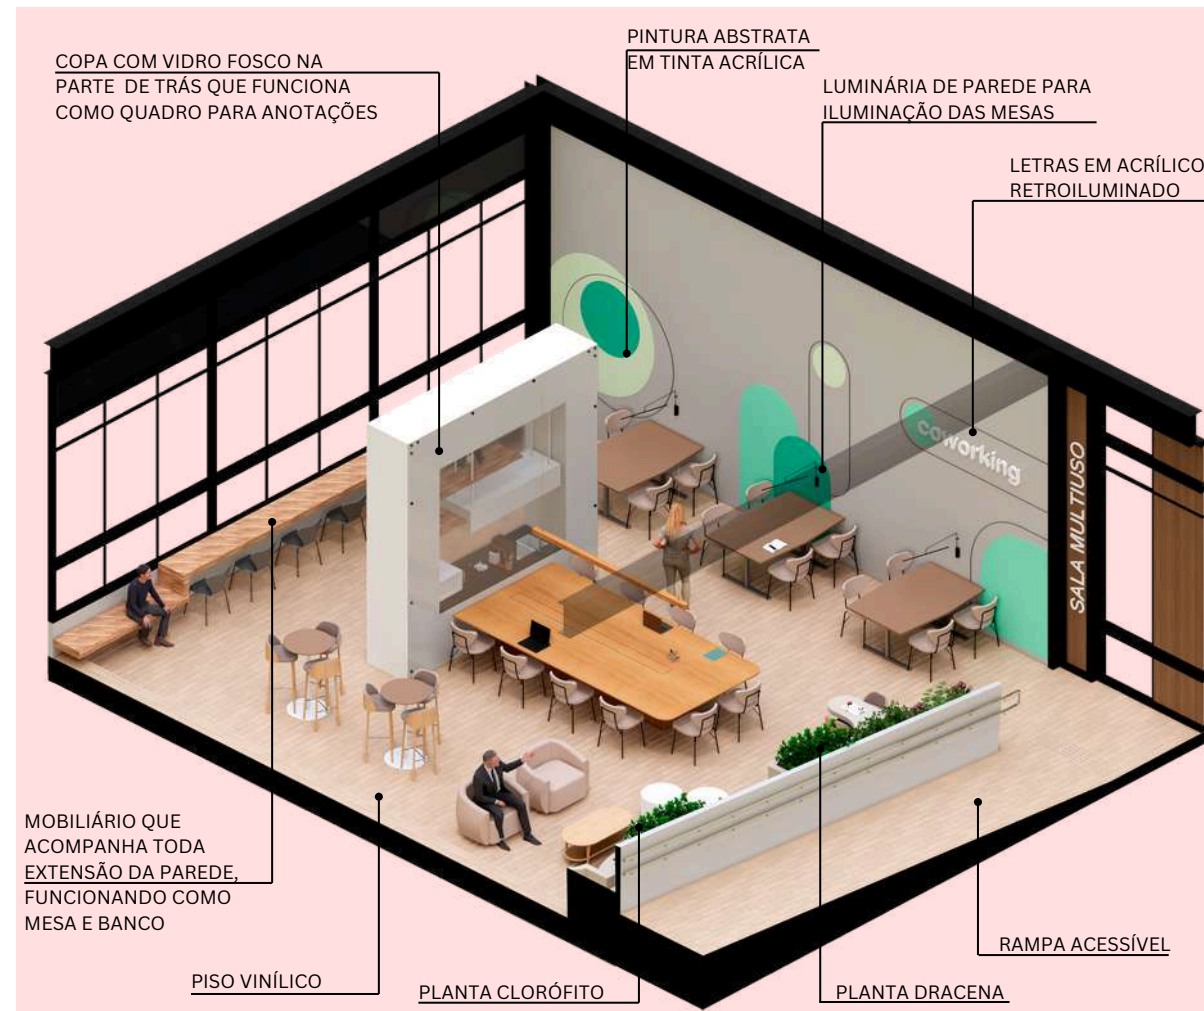 COPA COM VIDRO FOSCO NA
PARTE DE TRÁS QUE FUNCIONA
COMO QUADRO PARA ANOTAÇÕES
PINTURA ABSTRATA
EM TINTA ACRÍLICA
LUMINÁRIA DE PAREDE PARA
ILUMINAÇÃO DAS MESAS
LETRAS EM ACRÍLICO
RETROILUMINADO
coworking
SALA MULTIUSO
MOBILIÁRIO QUE
ACOMPANHA TODA
EXTENSÃO DA PAREDE,
FUNCIONANDO COMO
MESA E BANCO
PISO VINÍLICO
PLANTA CLORÓFITO
PLANTA DRACENA
RAMPA ACESSÍVEL